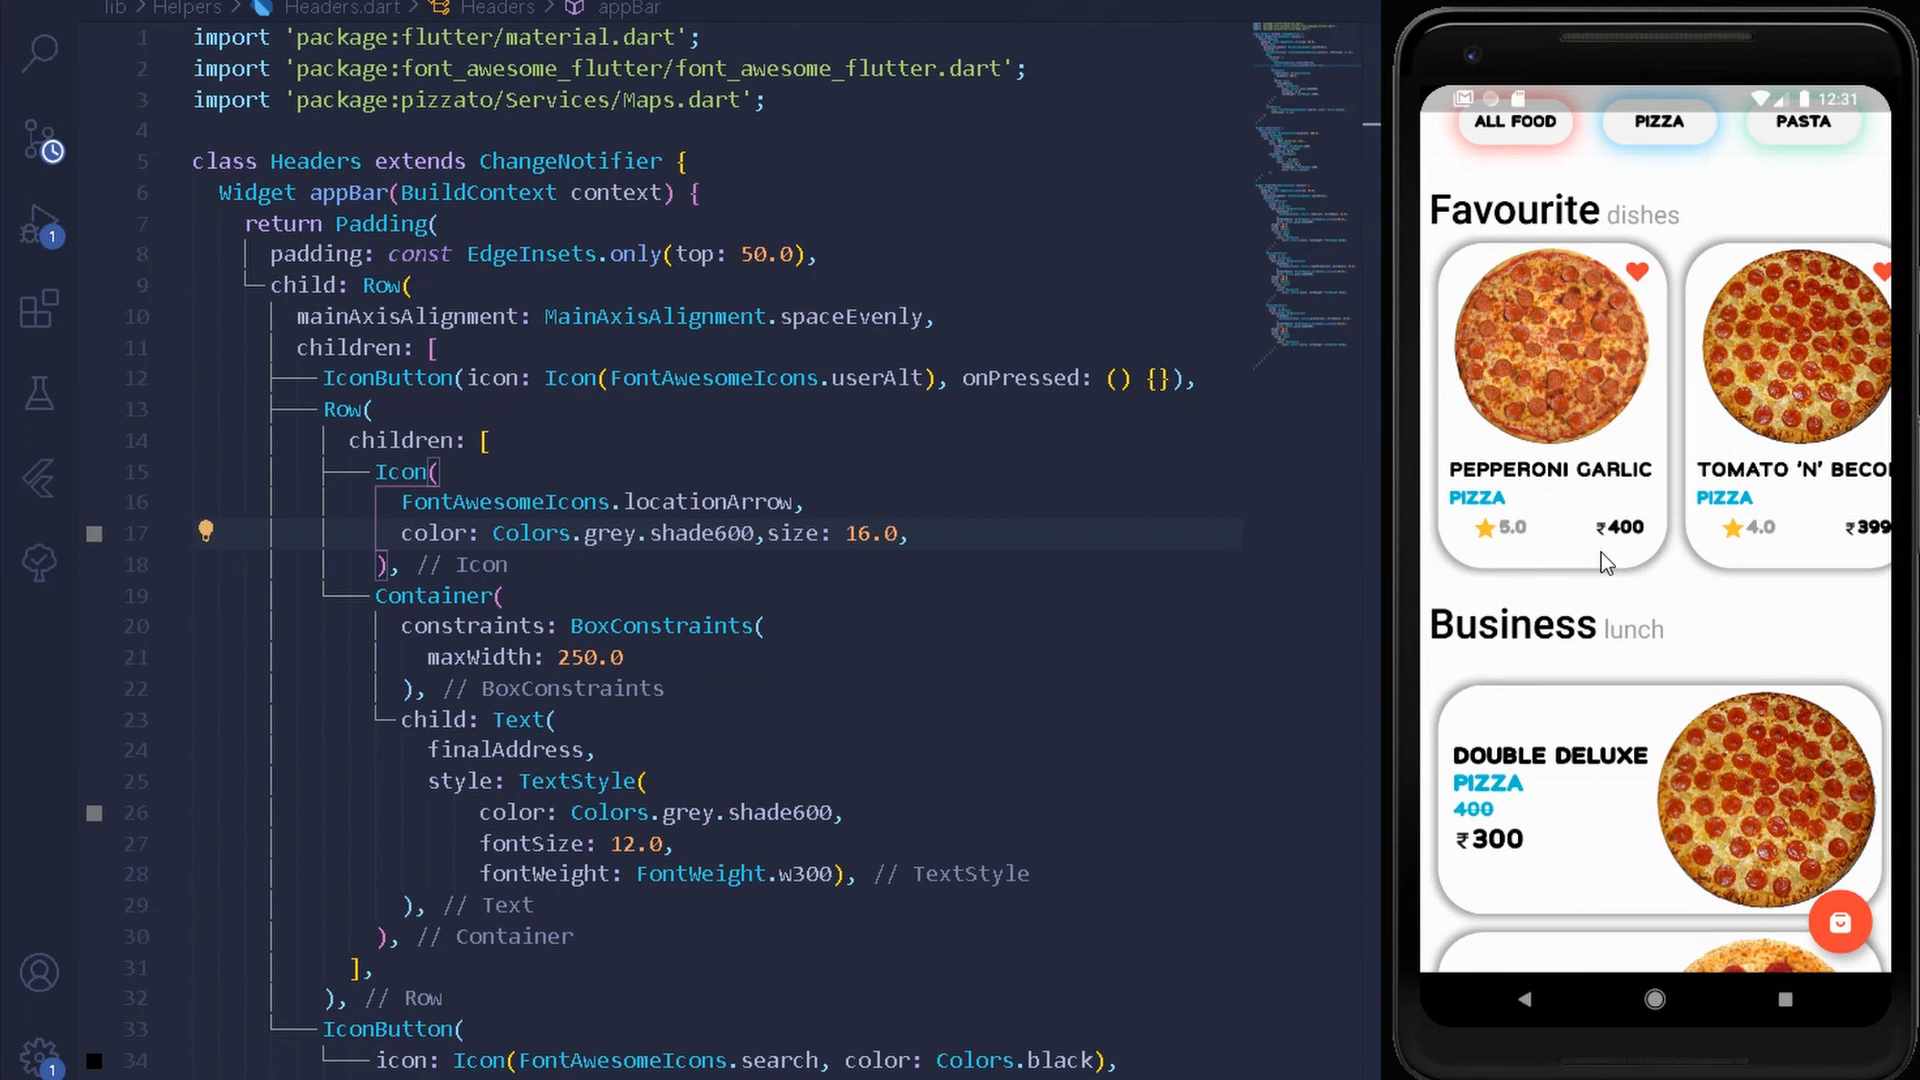 lib > Helpers > Headers.dart > Headers > appBar
1 import 'package:flutter/material.dart';
2 import 'package:font_awesome_flutter/font_awesome_flutter.dart';
3 import 'package:pizzato/Services/Maps.dart';
4
5 class Headers extends ChangeNotifier {
6 Widget appBar(BuildContext context) {
7 return Padding(
8 padding: const EdgeInsets.only(top: 50.0),
9 child: Row(
10 mainAxisAlignment: MainAxisAlignment.spaceEvenly,
11 children: [
12 IconButton(icon: Icon(FontAwesomeIcons.userAlt), onPressed: () {}),
13 Row(
14 children: [
15 Icon(
16 FontAwesomeIcons.locationArrow,
17 color: Colors.grey.shade600,size: 16.0,
18 ), // Icon
19 Container(
20 constraints: BoxConstraints(
21 maxWidth: 250.0
22 ), // BoxConstraints
23 child: Text(
24 finalAddress,
25 style: TextStyle(
26 color: Colors.grey.shade600,
27 fontSize: 12.0,
28 fontWeight: FontWeight.w300), // TextStyle
29 ), // Text
30 ), // Container
31 ],
32 ), // Row
33 IconButton(
34 icon: Icon(FontAwesomeIcons.search, color: Colors.black),
1
1
12:31
ALL FOOD PIZZA PASTA
Favourite dishes
PEPPERONI GARLIC TOMATO 'N' BECO
PIZZA PIZZA
5.0 ₹400 4.0 ₹399
Business lunch
DOUBLE DELUXE
PIZZA
400
₹300